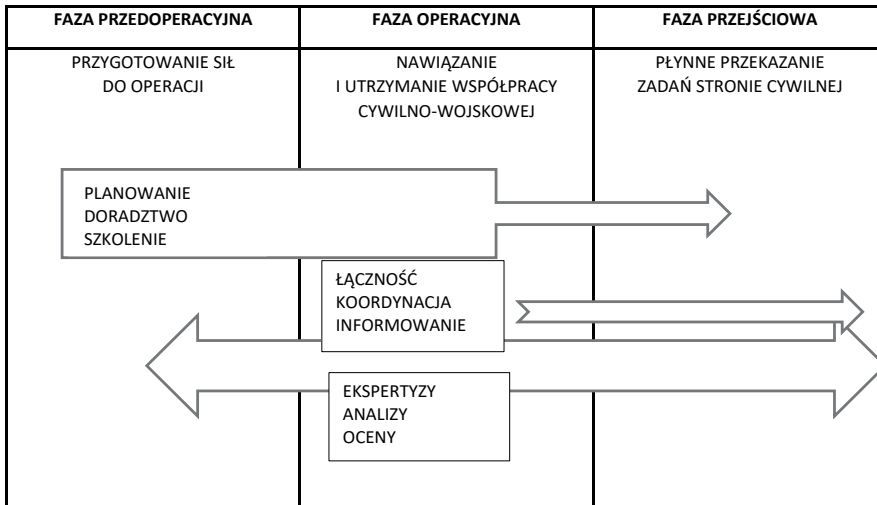 FAZA PRZEDOPERACYJNA
FAZA OPERACYJNA
FAZA PRZEJŚCIOWA
PRZYGOTOWANIE SIŁ
DO OPERACJI
NAWIĄZANIE
I UTRZYMANIE WSPÓŁPRACY
CYWILNO-WOJSKOWEJ
PŁYNNE PRZEKAZANIE
ZADAŃ STRONIE CYWILNEJ
PLANOWANIE
DORADZTWO
SZKOLENIE
ŁĄCZNOŚĆ
KOORDYNACJA
INFORMOWANIE
EKSPERTYZY
ANALIZY
OCENY